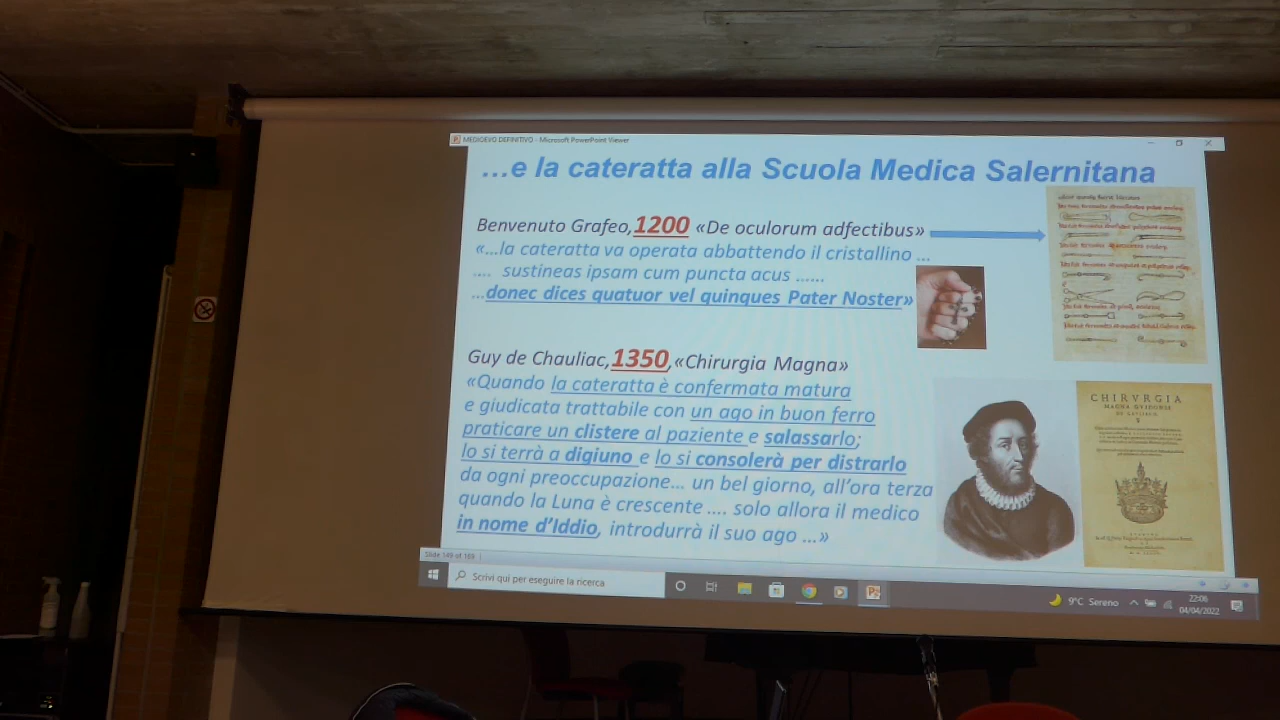 MEDIOEVO DEFINITIVO - Microsoft PowerPoint Viewer
...e la cateratta alla Scuola Medica Salernitana
Benvenuto Grafeo,1200 «De oculorum adfectibus»
«...la cateratta va operata abbattendo il cristallino ...
.... sustineas ipsam cum puncta acus ......
...donec dices quatuor vel quinques Pater Noster»
Guy de Chauliac,1350,«Chirurgia Magna»
«Quando la cateratta è confermata matura
e giudicata trattabile con un ago in buon ferro
praticare un clistere al paziente e salassarlo;
lo si terrà a digiuno e lo si consolerà per distrarlo
da ogni preoccupazione... un bel giorno, all'ora terza
quando la Luna è crescente .... solo allora il medico
in nome d'Iddio, introdurrà il suo ago ...»
CHIRVRGIA
MAGNA GVIDONIS
Slide 149 of 169
Scrivi qui per eseguire la ricerca
9°C Sereno
22:06
04/04/2022